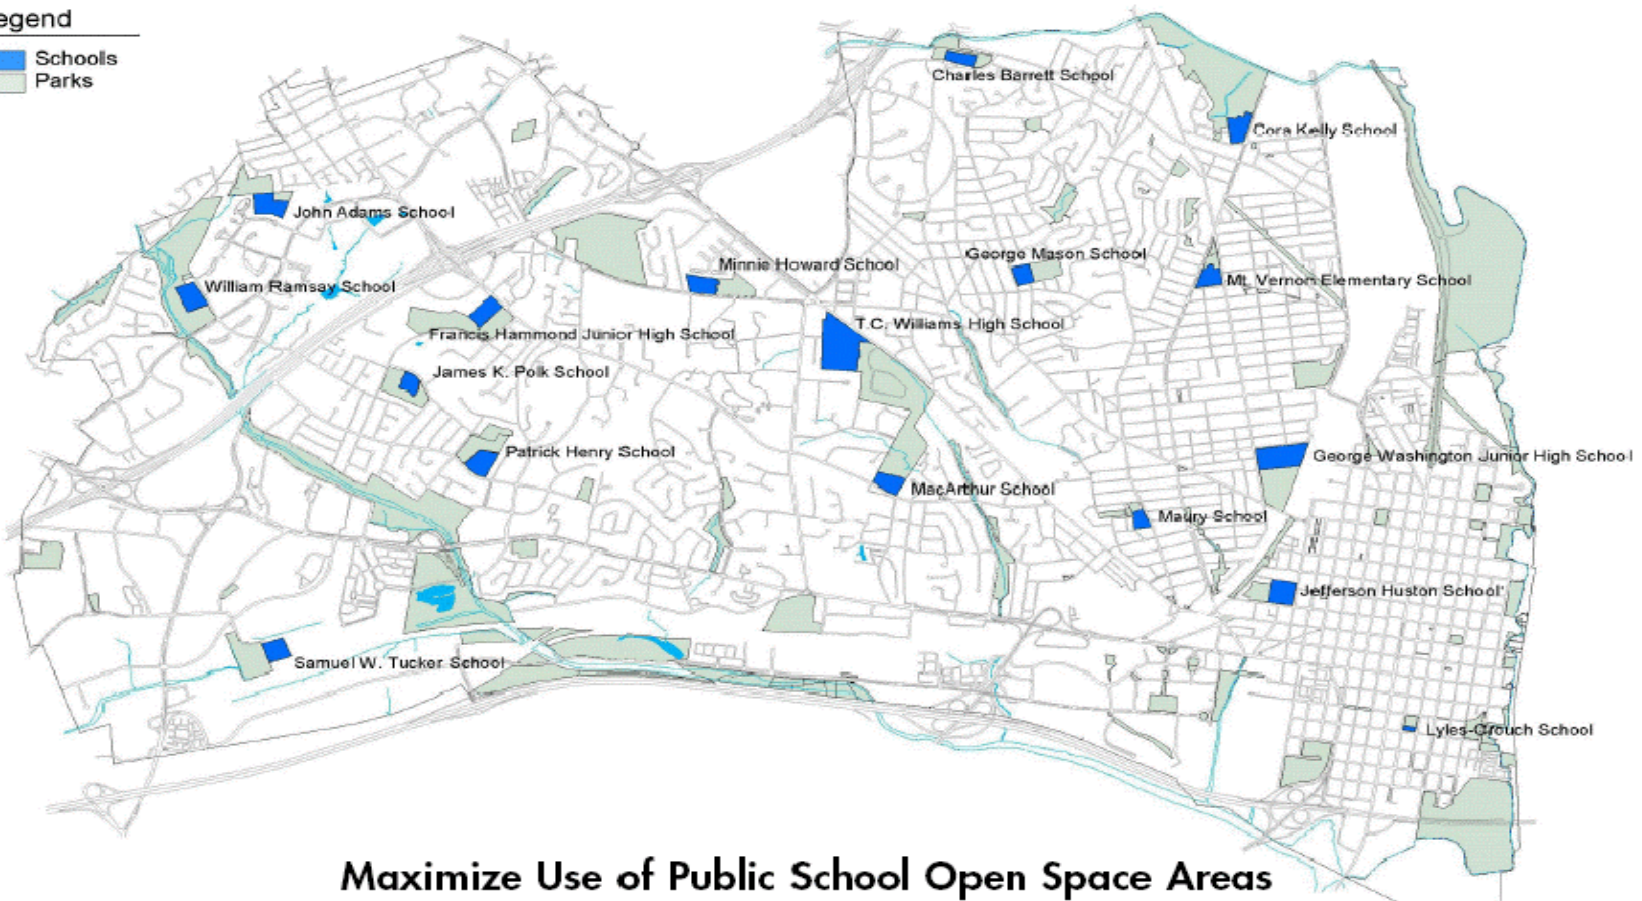 egend
Schools
Parks
Charles Barrett School
Cora Kelly School
John Adams School
George Mason School
Minnie Howard School
Mt. Vernon Elementary School
William Ramsay School
T.C. Williams High School
Francis Hammond Junior High School
James K. Polk School
Patrick Henry School
George Washington Junior High School
MacArthur School
Maury School
Jefferson Huston School'
Samuel W. Tucker School
Lyles-Crouch School
Maximize Use of Public School Open Space Areas